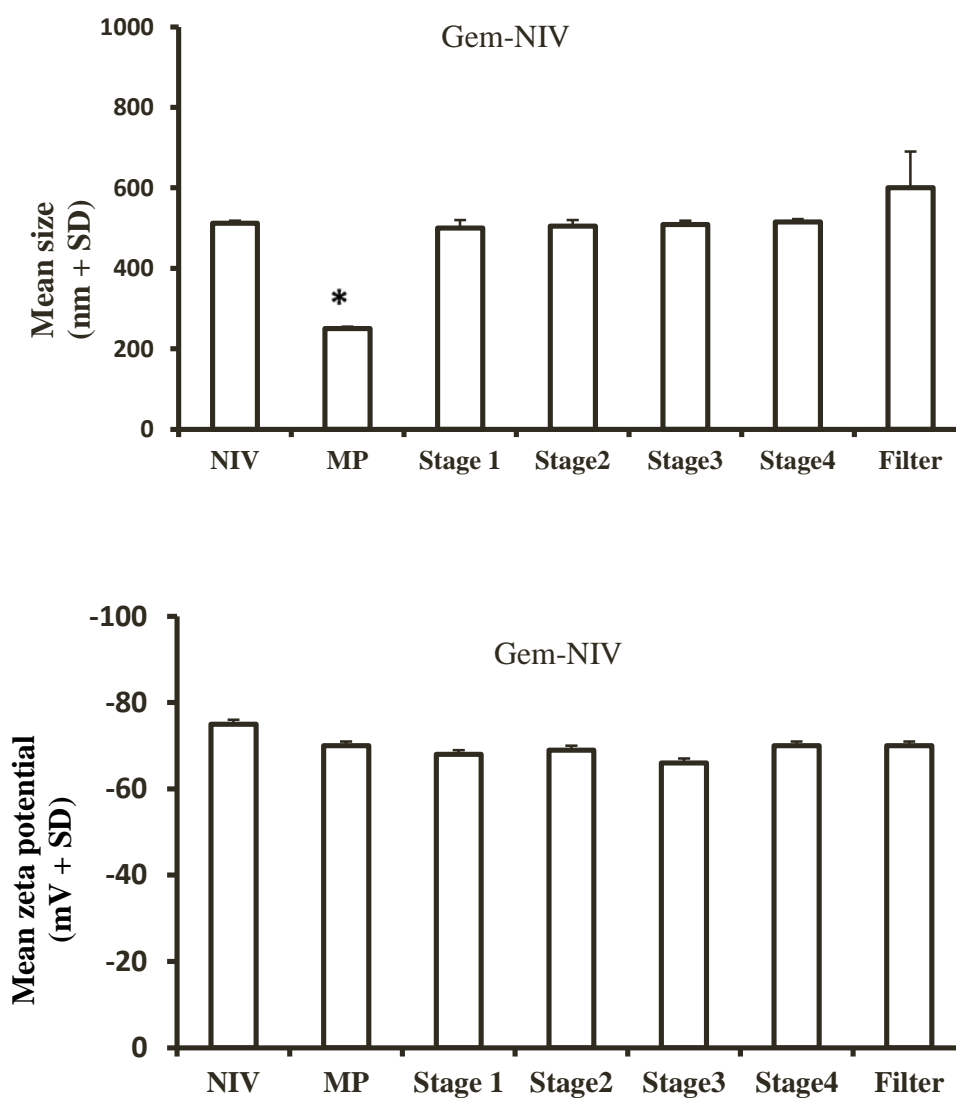 Gem-NIV
1000
800
600
400
200
0
Mean size
(nm + SD)
*
NIV MP Stage 1 Stage2 Stage3 Stage4 Filter
Gem-NIV
-100
-80
-60
-40
-20
0
Mean zeta potential
(mV + SD)
NIV MP Stage 1 Stage2 Stage3 Stage4 Filter